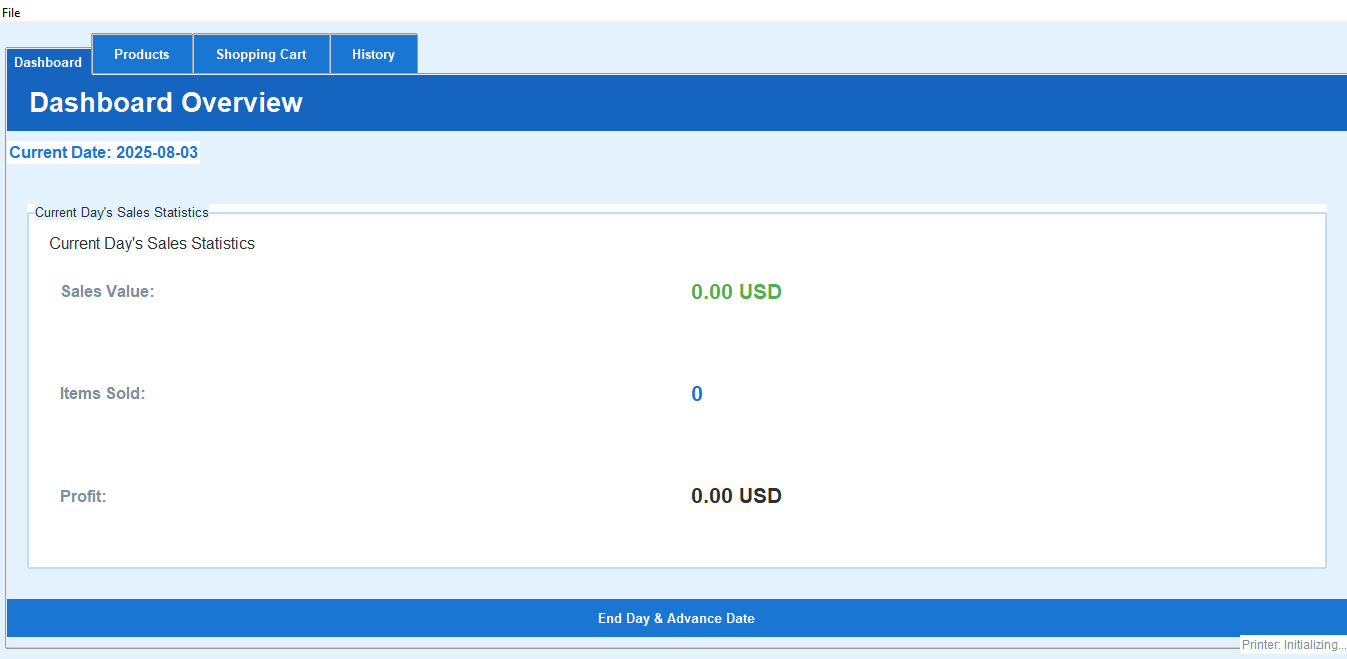 File
Dashboard
Products
Shopping Cart
History
Dashboard Overview
Current Date: 2025-08-03
Current Day's Sales Statistics
Current Day's Sales Statistics
Sales Value: 0.00 USD
Items Sold: 0
Profit: 0.00 USD
End Day & Advance Date
Printer: Initializing...